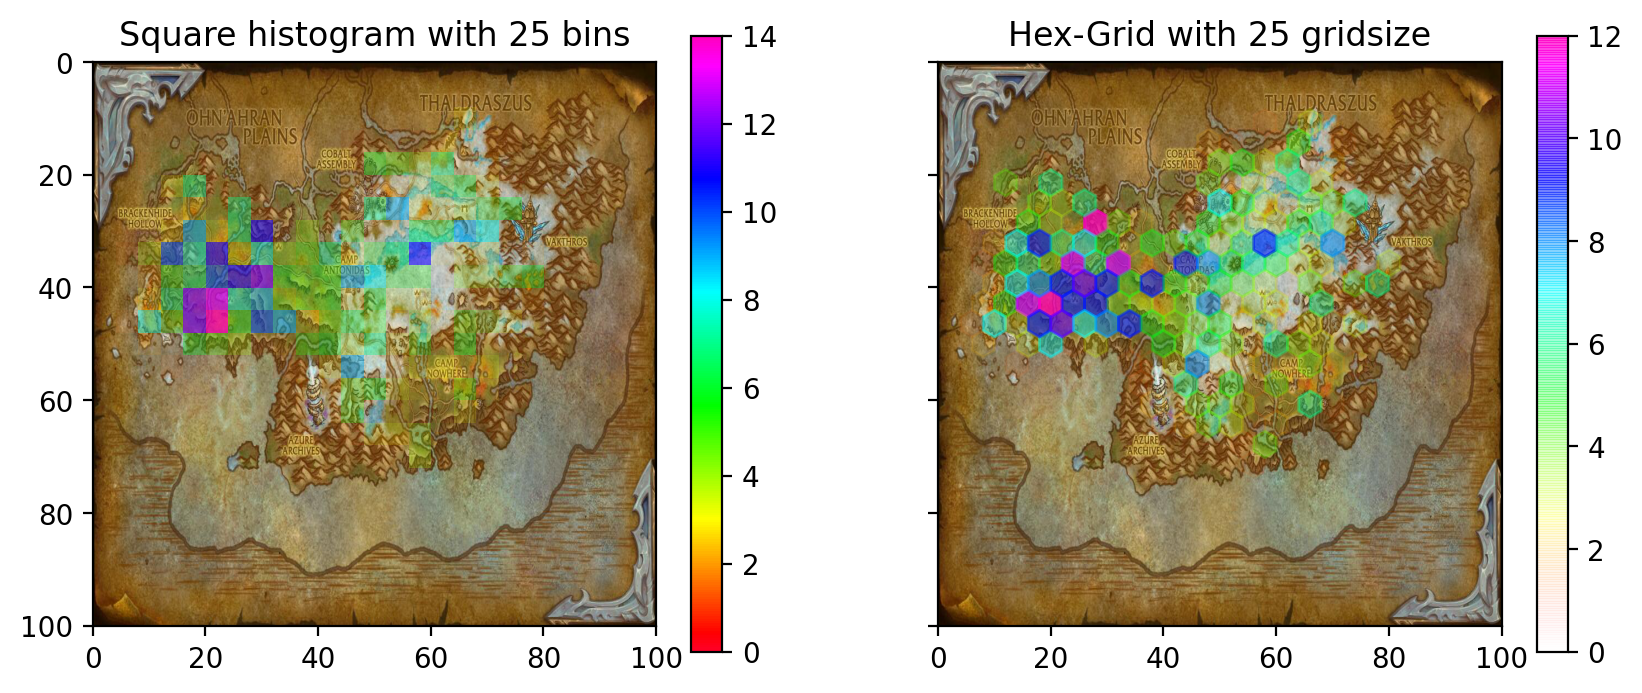 Square histogram with 25 bins
0
20
40
60
80
100
0
20
40
60
80
100
THALDRASZUS
OHN'AHRAN
PLAINS
COBALT
ASSEMBLY
BRACKENHIDE
HOLLOW
VAKTHROS
CAMP
ANTONIDAS
CAMP
NOWHERE
AZURE
ARCHIVES
14
12
10
8
6
4
2
0
Hex-Grid with 25 gridsize
0
20
40
60
80
100
THALDRASZUS
OHN'AHRAN
PLAINS
COBALT
ASSEMBLY
BRACKENHIDE
HOLLOW
VAKTHROS
CAMP
ANTONIDAS
CAMP
NOWHERE
AZURE
ARCHIVES
12
10
8
6
4
2
0